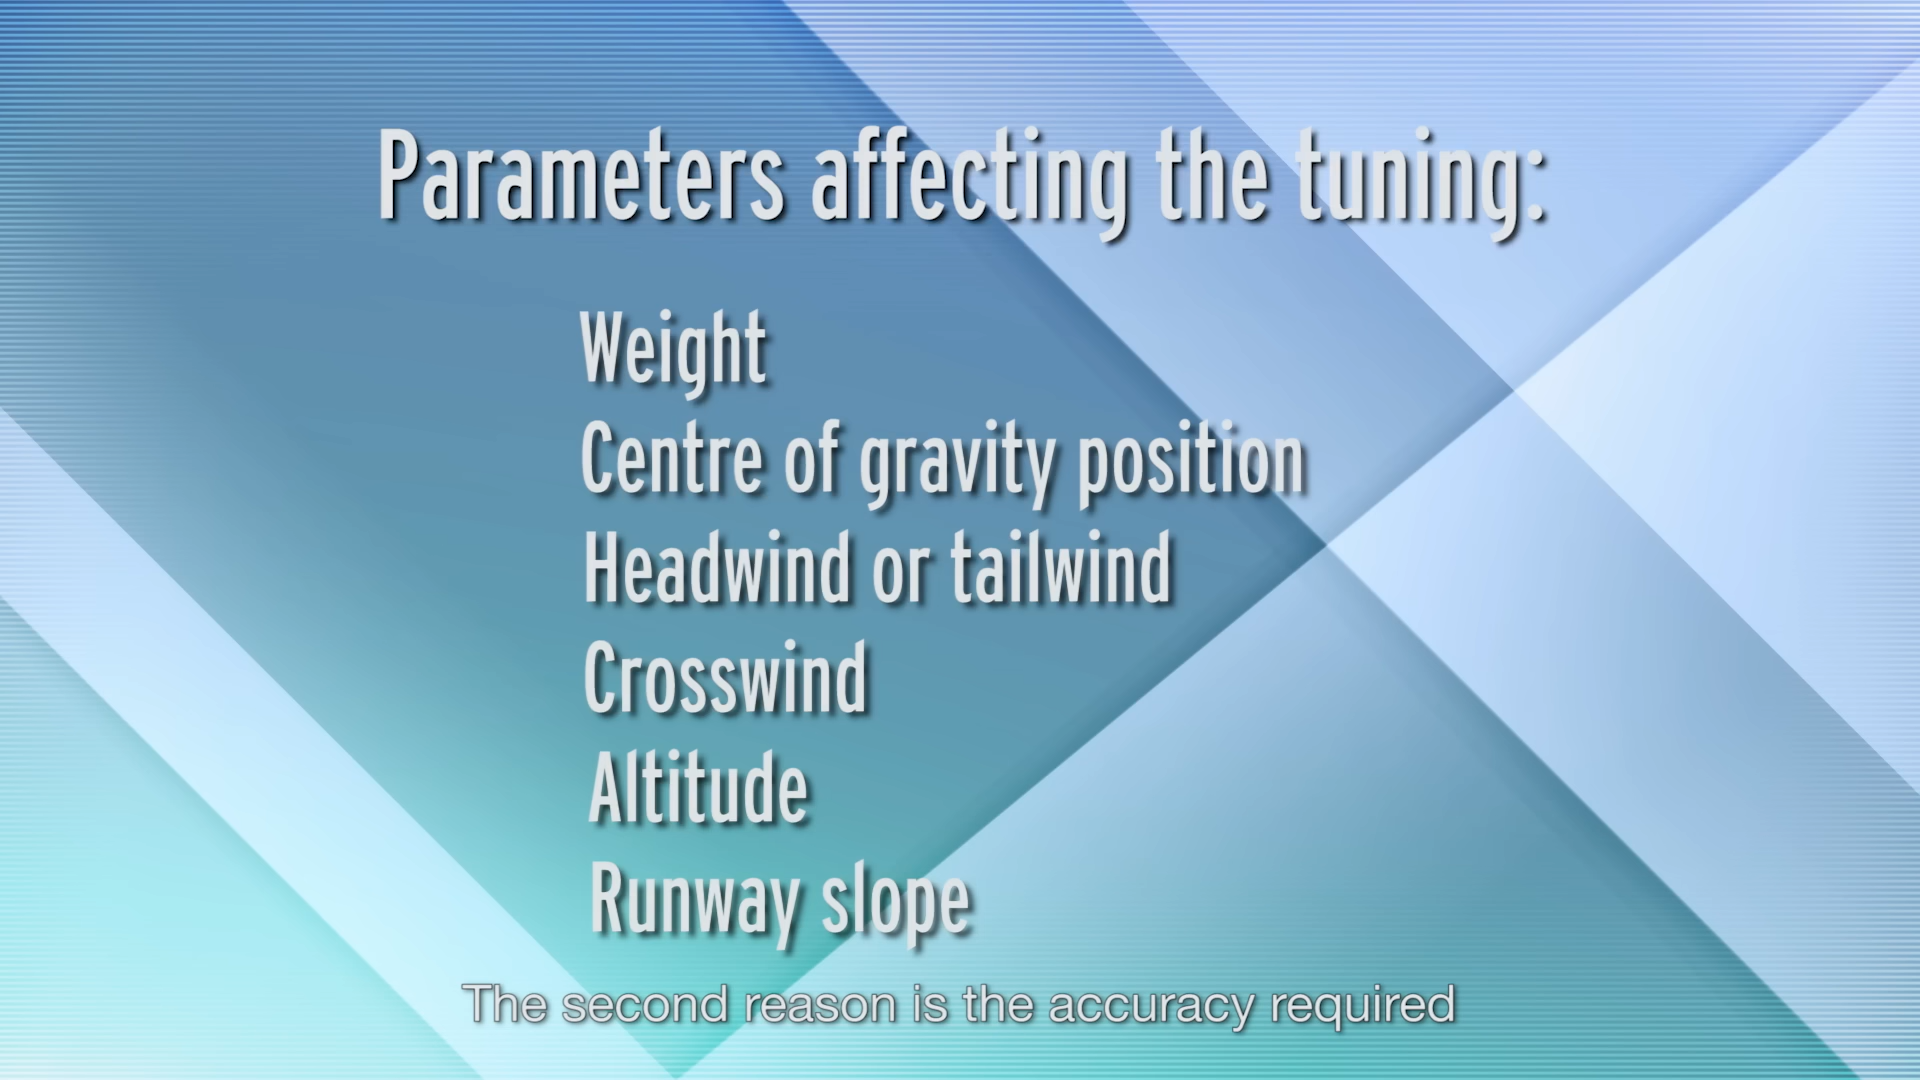 Parameters affecting the tuning:
Weight
Centre of gravity position
Headwind or tailwind
Crosswind
Altitude
Runway slope
The second reason is the accuracy required